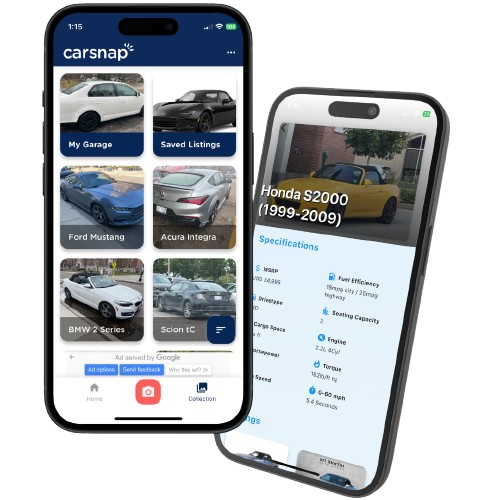 1:15
carsnap
My Garage
Saved Listings
Ford Mustang
Acura Integra
BMW 2 Series
Scion tC
Ad served by Google
Ad options
Send feedback
Why this ad?
Home
Collection
Honda S2000
(1999-2009)
Specifications
MSRP
Fuel Efficiency
18mpg city / 25mpg
highway
Drivetype
Seating Capacity
2
Cargo Space
Engine
2.2L 4Cyl
Torque
162lb/ft rq
Speed
0-60 mph
5.4 Seconds